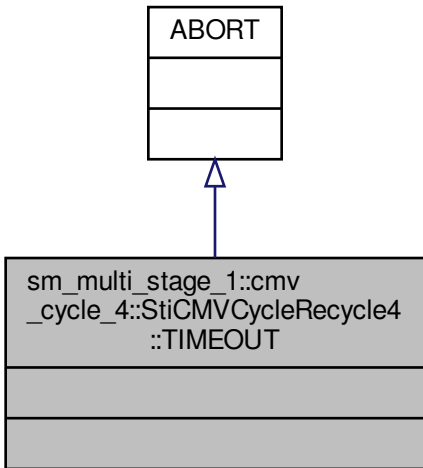 ABORT
sm_multi_stage_1::cmv
_cycle_4::StiCMVCycleRecycle4
::TIMEOUT